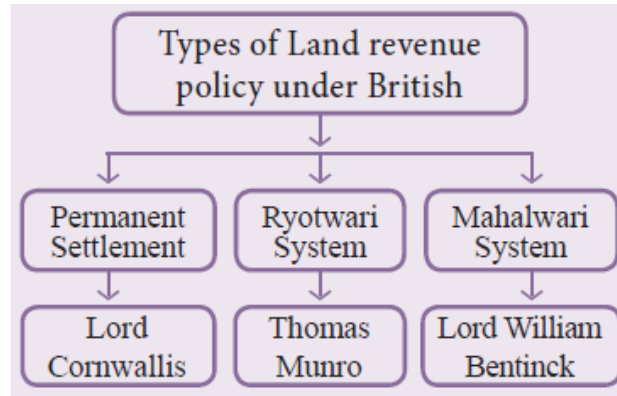 Types of Land revenue
policy under British
Permanent
Settlement
Ryotwari
System
Mahalwari
System
Lord
Cornwallis
Thomas
Munro
Lord William
Bentinck